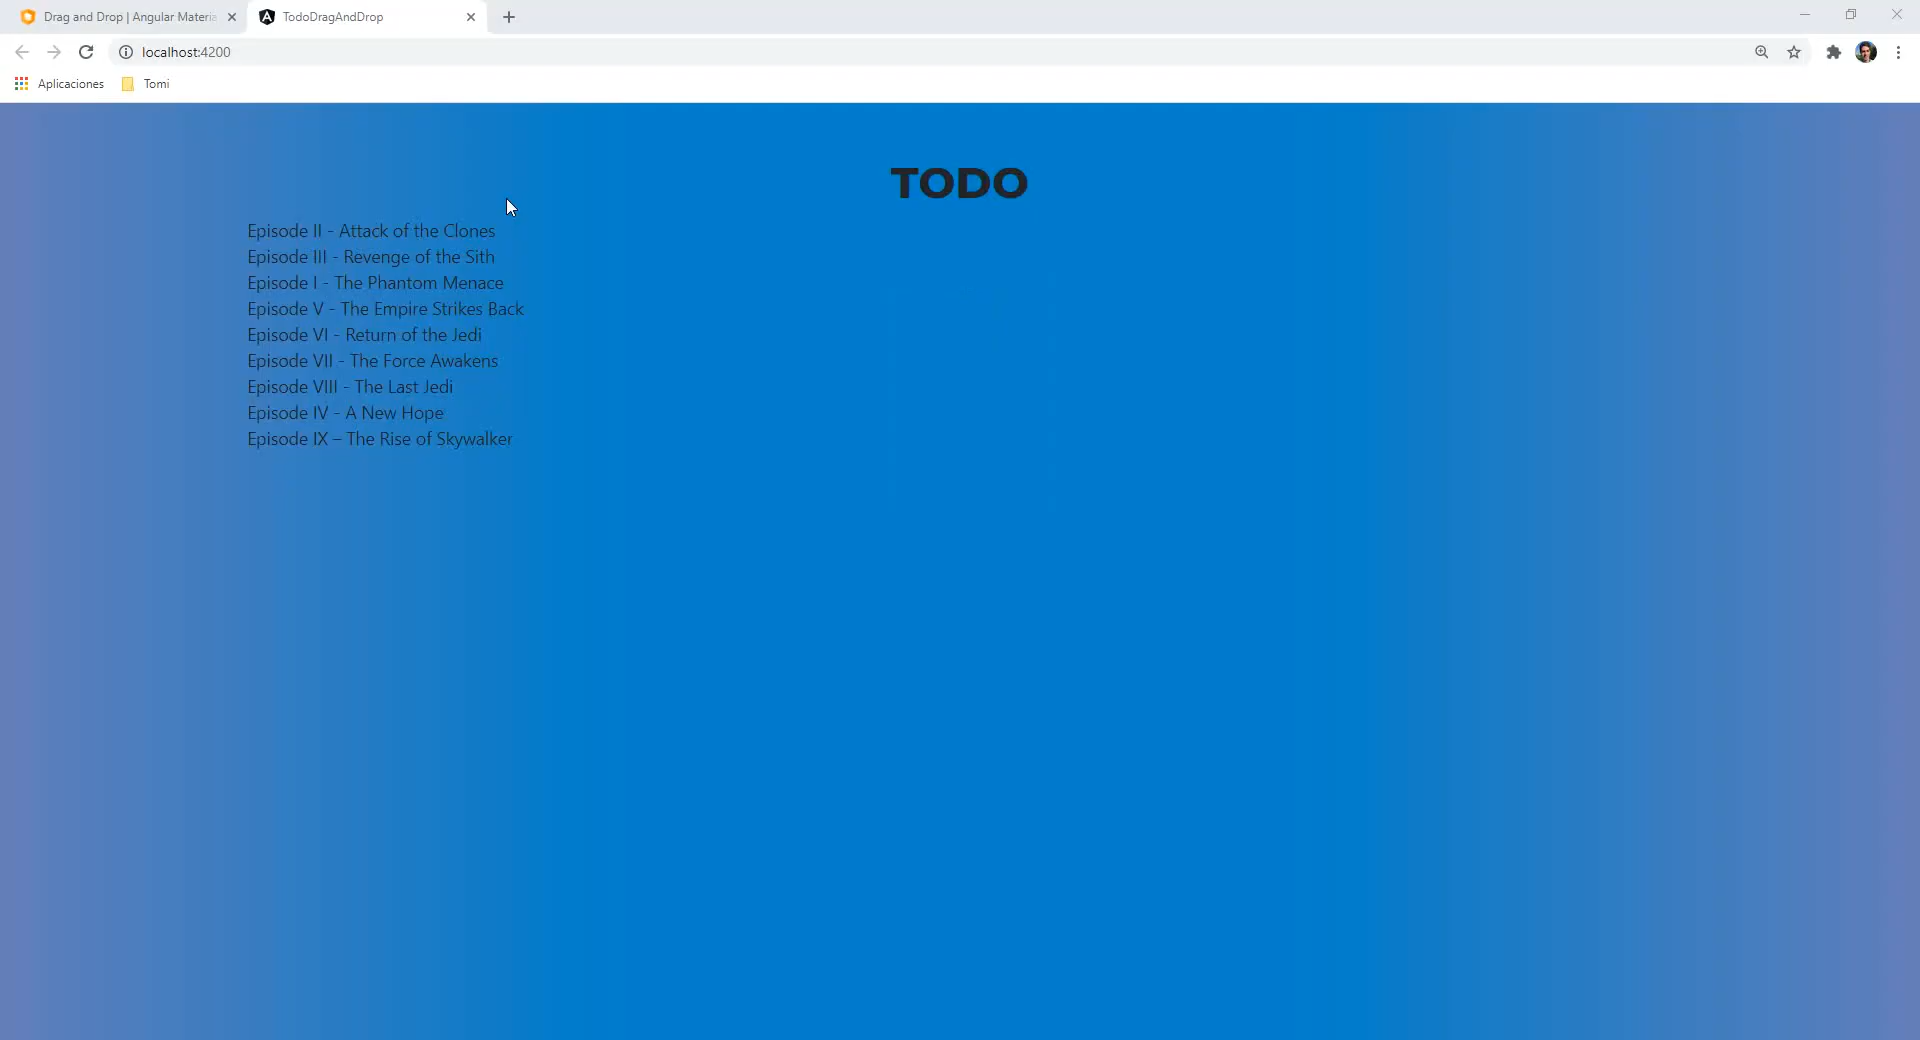 Drag and Drop | Angular Materia
TodoDragAndDrop
localhost:4200
Aplicaciones
Tomi
TODO
Episode II - Attack of the Clones
Episode III - Revenge of the Sith
Episode I - The Phantom Menace
Episode V - The Empire Strikes Back
Episode VI - Return of the Jedi
Episode VII - The Force Awakens
Episode VIII - The Last Jedi
Episode IV - A New Hope
Episode IX – The Rise of Skywalker